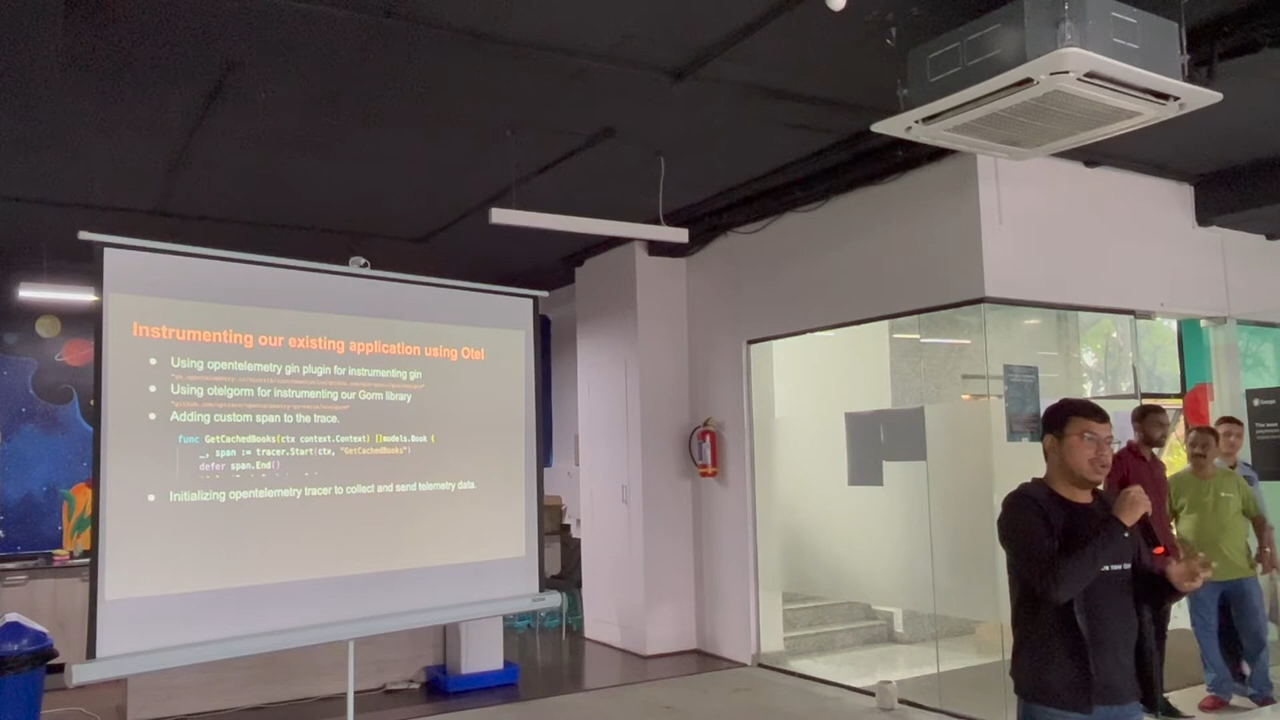 Instrumenting our existing application using Otel
Using opentelemetry gin plugin for instrumenting gin
Using otelgorm for instrumenting our Gorm library
Adding custom span to the trace.
func GetCachedBooks(ctx context.Context) []models.Book {
_, span := tracer.Start(ctx, "GetCachedBooks")
defer span.End()
Initializing opentelemetry tracer to collect and send telemetry data.